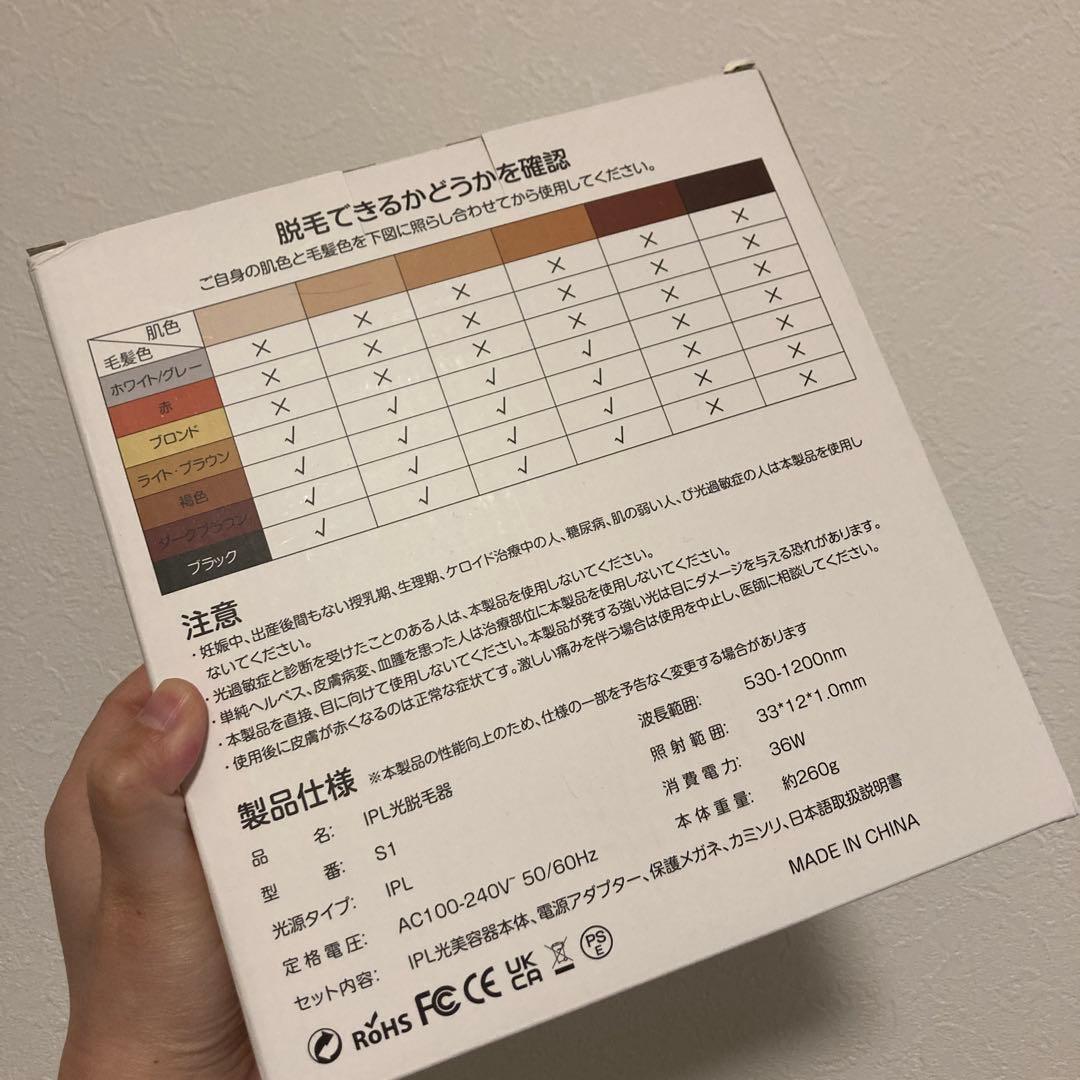 脱毛できるかどうかを確認
ご自身の肌色と毛髪色を下図に照らし合わせてから使用してください。
肌色
毛髪色
ホワイト/グレー × × × × × ×
赤 × × × × × ×
ブロンド × × × × × ×
ライト・ブラウン √ √ √ √ × ×
褐色 √ √ √ √ × ×
ダークブラウン √ √ √ √ × ×
ブラック √ √ √ √ × ×
注意
・妊娠中、出産後間もない授乳期、生理期、ケロイド治療中の人、糖尿病、肌の弱い人、び光過敏症の人は本製品を使用し
ないてください。
・光過敏症と診断を受けたことのある人は、本製品を使用しないてください。
・単純ヘルペス、皮膚病変、血腫を患った人は治療部位に本製品を使用しないてください。
・本製品を直接、目に向けて使用しないてください。本製品が発する強い光は目にダメージを与える恐れがあります。
・使用後に皮膚が赤くなるのは正常な症状てす。激しい痛みを伴う場合は使用を中止し、医師に相談してください。
製品仕様 ※本製品の性能向上のため、仕様の一部を予告なく変更する場合があります
品 名: IPL光脱毛器
型 番: S1
光源タイプ: IPL
定格電圧: AC100-240V~ 50/60Hz
セット内容: IPL光美容器本体、電源アダプター、保護メガネ、カミソリ、日本語取扱説明書
波長範囲: 530-1200nm
照射範囲: 33*12*1.0mm
消費電力: 36W
本体重量: 約260g
MADE IN CHINA
RoHS FC CE UKCA PSE